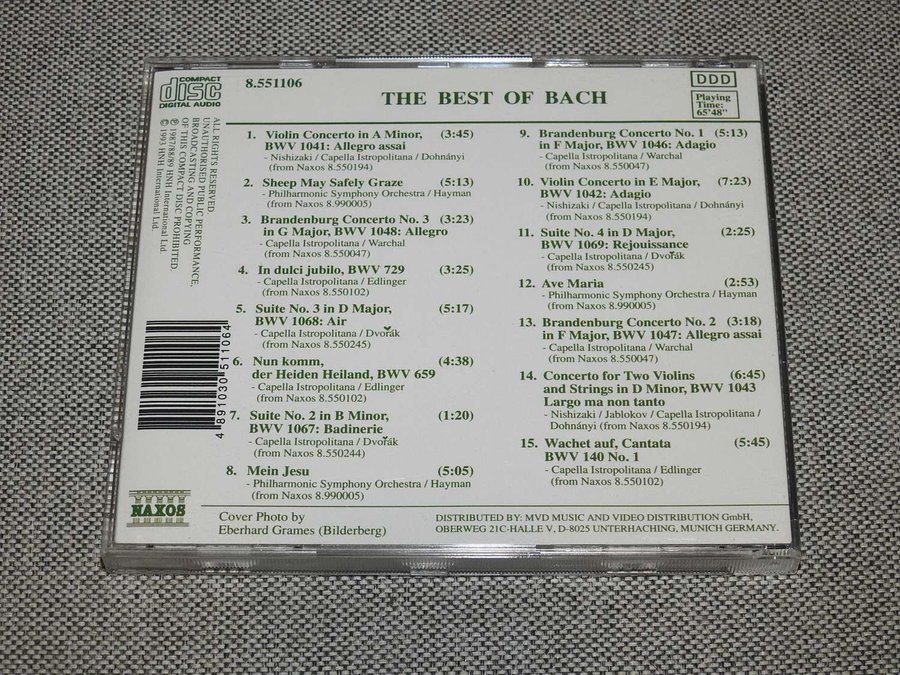 COMPACT
disc
DIGITAL AUDIO
8.551106
THE BEST OF BACH
DDD
Playing
Time:
65'48"
ALL RIGHTS RESERVED.
UNAUTHORISED PUBLIC PERFORMANCE,
BROADCASTING AND COPYING
OF THIS COMPACT DISC PROHIBITED.
℗ 1987/88/89 HNH International Ltd.
© 1993 HNH International Ltd.
1. Violin Concerto in A Minor, (3:45)
BWV 1041: Allegro assai
- Nishizaki / Capella Istropolitana / Dohnányi
(from Naxos 8.550194)
2. Sheep May Safely Graze (5:13)
- Philharmonic Symphony Orchestra / Hayman
(from Naxos 8.990005)
3. Brandenburg Concerto No. 3 (3:23)
in G Major, BWV 1048: Allegro
- Capella Istropolitana / Warchal
(from Naxos 8.550047)
4. In dulci jubilo, BWV 729 (3:25)
- Capella Istropolitana / Edlinger
(from Naxos 8.550102)
5. Suite No. 3 in D Major, (5:17)
BWV 1068: Air
- Capella Istropolitana / Dvořák
(from Naxos 8.550245)
6. Nun komm, (4:38)
der Heiden Heiland, BWV 659
- Capella Istropolitana / Edlinger
(from Naxos 8.550102)
7. Suite No. 2 in B Minor, (1:20)
BWV 1067: Badinerie
- Capella Istropolitana / Dvořák
(from Naxos 8.550244)
8. Mein Jesu (5:05)
- Philharmonic Symphony Orchestra / Hayman
(from Naxos 8.990005)
9. Brandenburg Concerto No. 1 (5:13)
in F Major, BWV 1046: Adagio
- Capella Istropolitana / Warchal
(from Naxos 8.550047)
10. Violin Concerto in E Major, (7:23)
BWV 1042: Adagio
- Nishizaki / Capella Istropolitana / Dohnányi
(from Naxos 8.550194)
11. Suite No. 4 in D Major, (2:25)
BWV 1069: Rejouissance
- Capella Istropolitana / Dvořák
(from Naxos 8.550245)
12. Ave Maria (2:53)
- Philharmonic Symphony Orchestra / Hayman
(from Naxos 8.990005)
13. Brandenburg Concerto No. 2 (3:18)
in F Major, BWV 1047: Allegro assai
- Capella Istropolitana / Warchal
(from Naxos 8.550047)
14. Concerto for Two Violins (6:45)
and Strings in D Minor, BWV 1043
Largo ma non tanto
- Nishizaki / Jablokov / Capella Istropolitana /
Dohnányi (from Naxos 8.550194)
15. Wachet auf, Cantata (5:45)
BWV 140 No. 1
- Capella Istropolitana / Edlinger
(from Naxos 8.550102)
4 891030 511064
NAXOS
Cover Photo by
Eberhard Grames (Bilderberg)
DISTRIBUTED BY: MVD MUSIC AND VIDEO DISTRIBUTION GmbH,
OBERWEG 21C-HALLE V, D-8025 UNTERHACHING, MUNICH GERMANY.